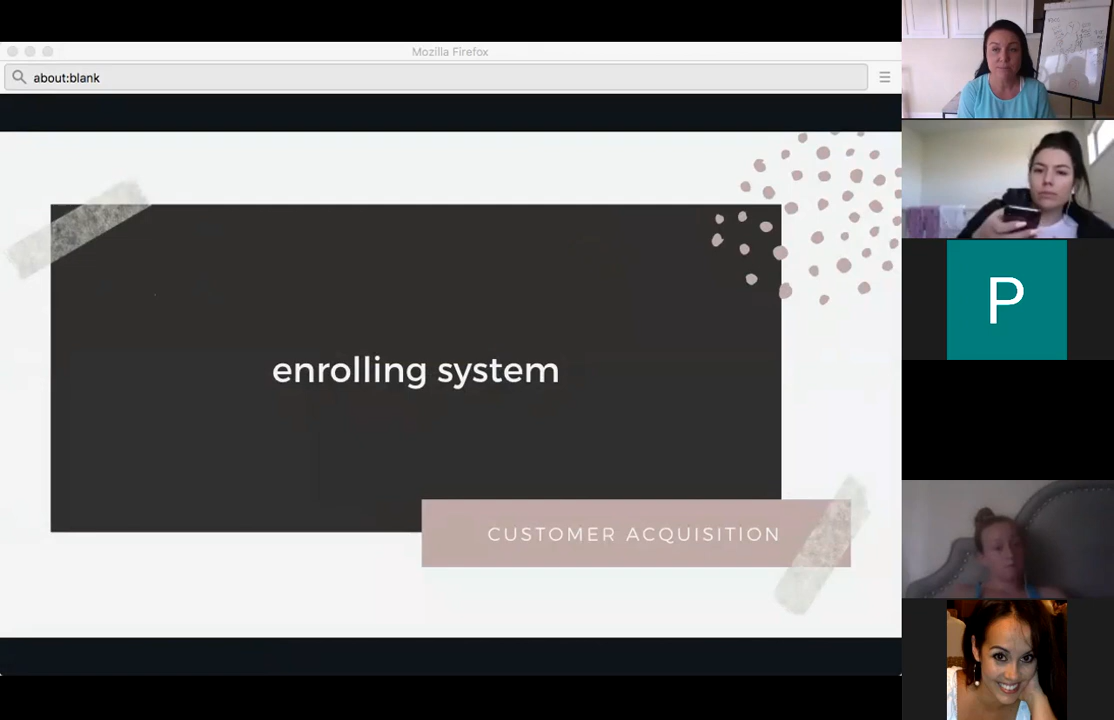 Mozilla Firefox
about:blank
enrolling system
CUSTOMER ACQUISITION
P